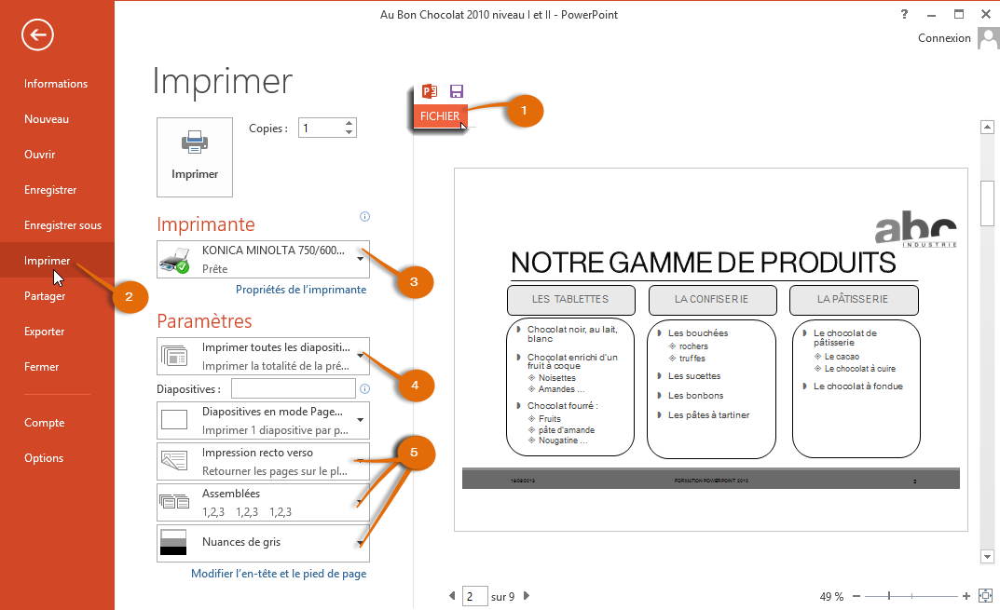 Au Bon Chocolat 2010 niveau I et II - PowerPoint
?
Connexion
Informations
Nouveau
Ouvrir
Enregistrer
Enregistrer sous
Imprimer
Partager
Exporter
Fermer
Compte
Options
Imprimer
Imprimer
Copies :
1
Imprimante
KONICA MINOLTA 750/600...
Prête
Propriétés de l'imprimante
Paramètres
Imprimer toutes les diapositi...
Imprimer la totalité de la pré...
Diapositives :
Diapositives en mode Page...
Imprimer 1 diapositive par p...
Impression recto verso
Retourner les pages sur le pl...
Assemblées
1,2,3 1,2,3 1,2,3
Nuances de gris
Modifier l'en-tête et le pied de page
FICHIER
1
2
3
4
5
abc
INDUSTRIE
NOTRE GAMME DE PRODUITS
LES TABLETTES
Chocolat noir, au lait,
blanc
Chocolat enrichi d'un
fruit à coque
Noisettes
Amandes ...
Chocolat fourré :
Fruits
pâte d'amande
Nougatine ...
LA CONFISERIE
Les bouchées
rochers
truffes
Les sucettes
Les bonbons
Les pâtes à tartiner
LA PÂTISSERIE
Le chocolat de
pâtisserie
Le cacao
Le chocolat à cuire
Le chocolat à fondue
FORMATION POWERPOINT 2010
2
2 sur 9
49 %